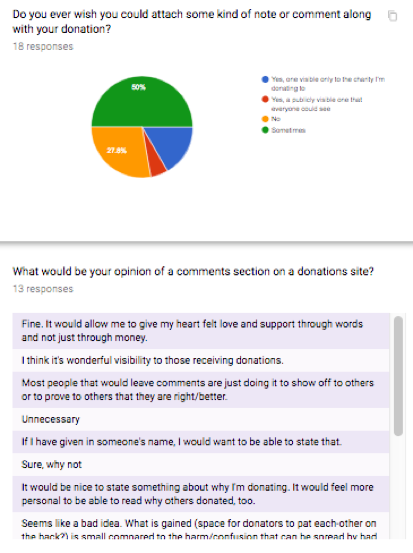 Do you ever wish you could attach some kind of note or comment along
with your donation?
18 responses
50%
27.8%
Yes, one visible only to the charity I'm
donating to
Yes, a publicly visible one that
everyone could see
No
Sometimes
What would be your opinion of a comments section on a donations site?
13 responses
Fine. It would allow me to give my heart felt love and support through words
and not just through money.
I think it's wonderful visibility to those receiving donations.
Most people that would leave comments are just doing it to show off to others
or to prove to others that they are right/better.
Unnecessary
If I have given in someone's name, I would want to be able to state that.
Sure, why not
It would be nice to state something about why I'm donating. It would feel more
personal to be able to read why others donated, too.
Seems like a bad idea. What is gained (space for donators to pat each-other on
the back?) is small compared to the harm/confusion that can be spread by bad